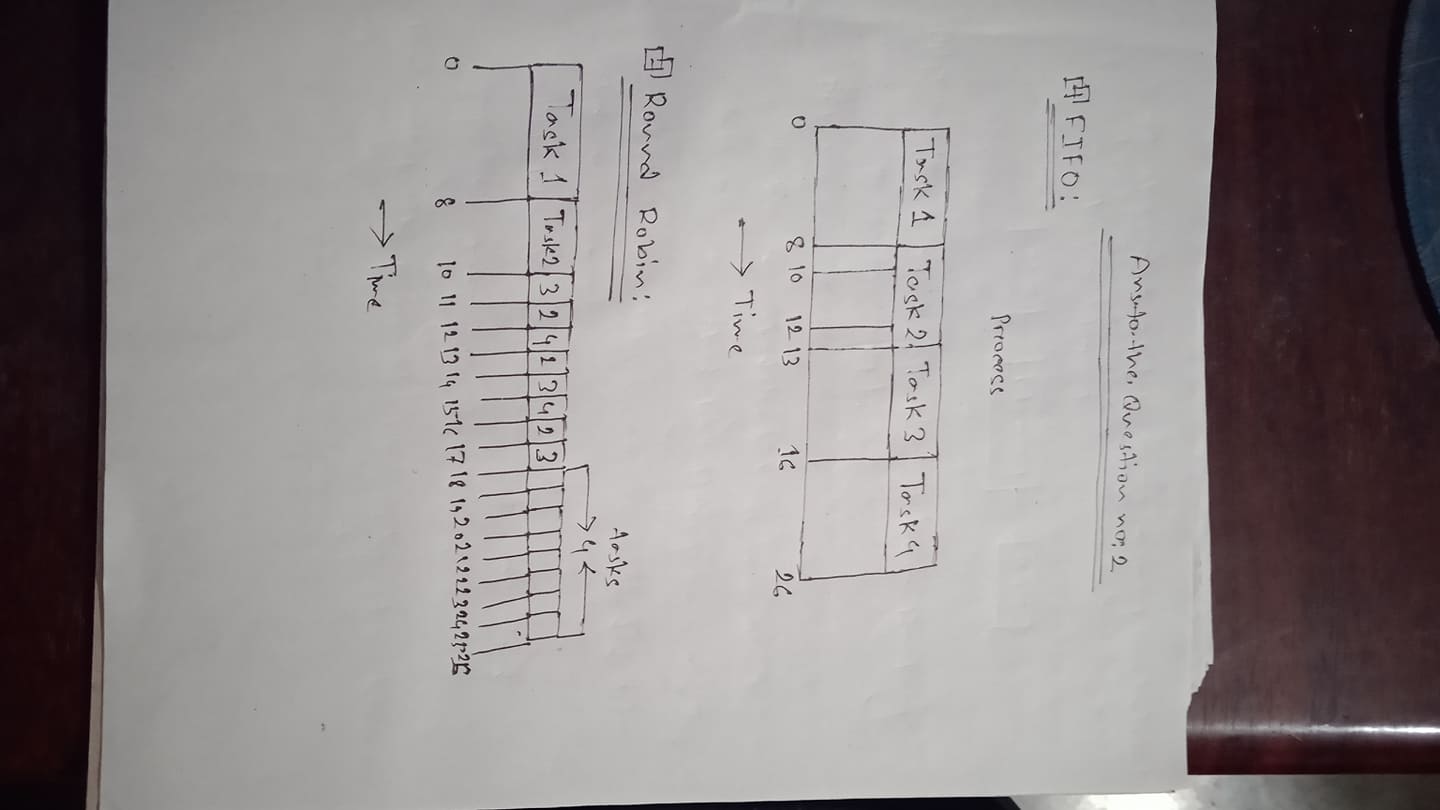 Ans to the Question no: 2
FIFO:
Process
Task 1 Task 2 Task 3 Task 4
0 8 10 12 13 16 26
→ Time
Round Robin:
tasks
→ 4 ←
Task 1 Task 2 3 2 4 2 3 4 2 3
0 8 10 11 12 13 14 15 16 17 18 19 20 21 22 23 24 25 26
→ Time